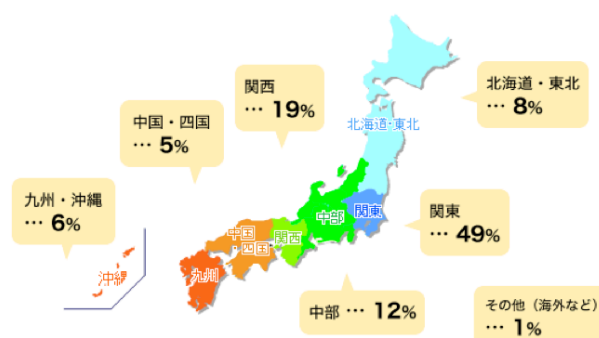 関西
… 19%
北海道・東北
… 8%
中国・四国
… 5%
北海道・東北
九州・沖縄
… 6%
関東
… 49%
中部
関東
中国
・四国
関西
沖縄
九州
中部 … 12%
その他（海外など）
… 1%